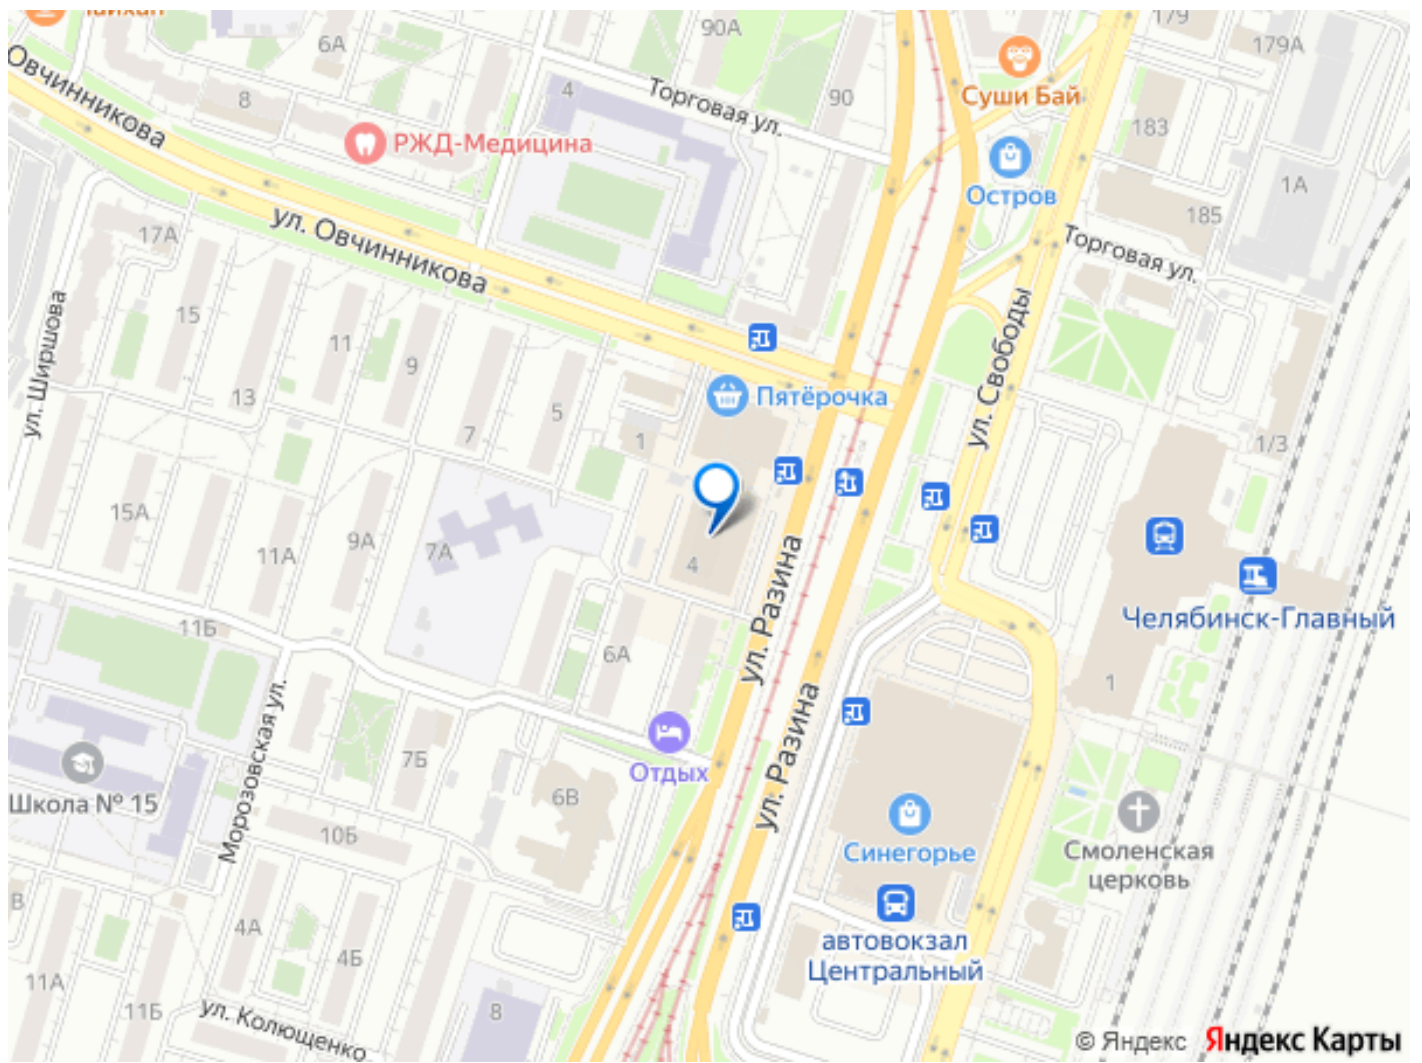 6А
90А
179
179А
Суши Бай
Овчинникова
8
4
Торговая ул.
90
183
РЖД-Медицина
Остров
1А
185
17А
ул. Овчинникова
Торговая ул.
ул. Ширшова
15
11
9
ул. Свободы
13
5
7
1
Пятёрочка
1/3
15А
11А
9А
7А
4
ул. Разина
Челябинск-Главный
11Б
6А
1
Морозовская ул.
ул. Разина
7Б
Отдых
6В
Школа № 15
10Б
Синегорье
Смоленская
церковь
В
4А
4Б
автовокзал
Центральный
11А
11Б
8
ул. Колющенко
© Яндекс Яндекс Карты